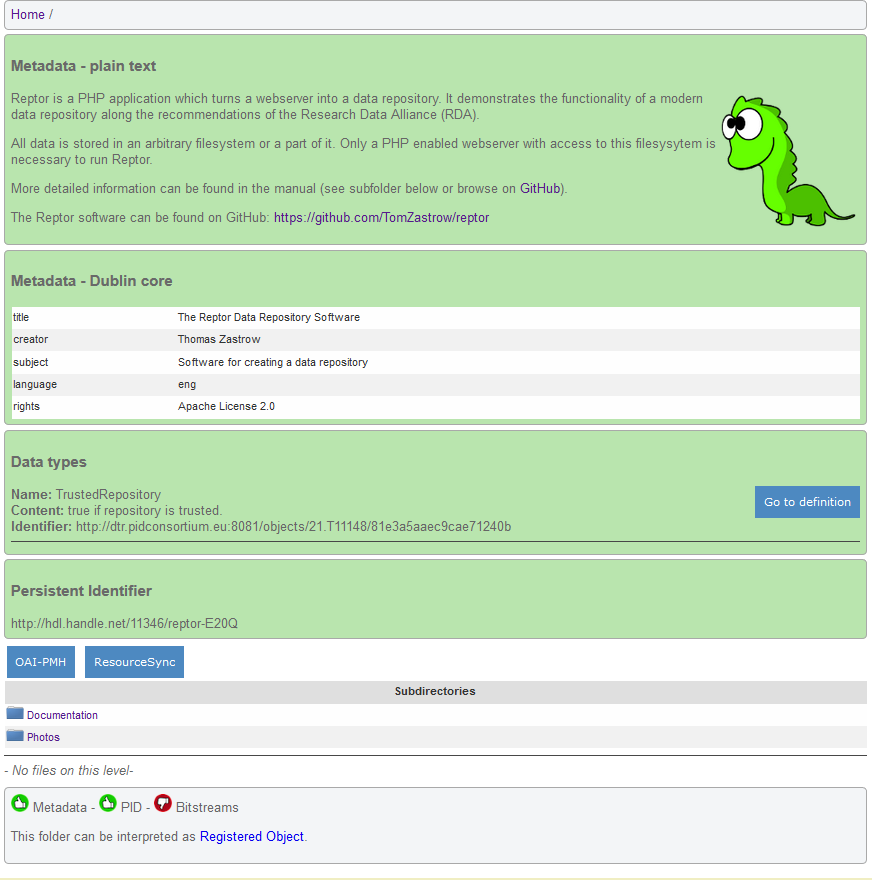 Home /
Metadata - plain text
Reptor is a PHP application which turns a webserver into a data repository. It demonstrates the functionality of a modern
data repository along the recommendations of the Research Data Alliance (RDA).
All data is stored in an arbitrary filesystem or a part of it. Only a PHP enabled webserver with access to this filesysytem is
necessary to run Reptor.
More detailed information can be found in the manual (see subfolder below or browse on GitHub).
The Reptor software can be found on GitHub: https://github.com/TomZastrow/reptor
Metadata - Dublin core
title The Reptor Data Repository Software
creator Thomas Zastrow
subject Software for creating a data repository
language eng
rights Apache License 2.0
Data types
Name: TrustedRepository
Content: true if repository is trusted.
Identifier: http://dtr.pidconsortium.eu:8081/objects/21.T11148/81e3a5aaec9cae71240b
Go to definition
Persistent Identifier
http://hdl.handle.net/11346/reptor-E20Q
OAI-PMH ResourceSync
Subdirectories
Documentation
Photos
- No files on this level-
Metadata - PID - Bitstreams
This folder can be interpreted as Registered Object.